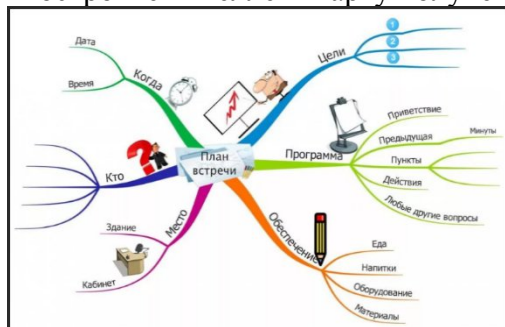 Дата
Время
Когда
Цели
1
2
3
План
встречи
Приветствие
Предыдущая
Минуты
Программа
Пункты
Действия
Любые другие вопросы
Кто
Здание
Место
Кабинет
Обеспечение
Еда
Напитки
Оборудование
Материалы